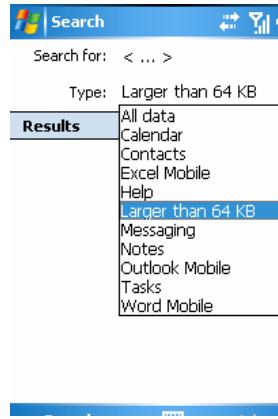 Search
Search for: < ... >
Type: Larger than 64 KB
Results
All data
Calendar
Contacts
Excel Mobile
Help
Larger than 64 KB
Messaging
Notes
Outlook Mobile
Tasks
Word Mobile